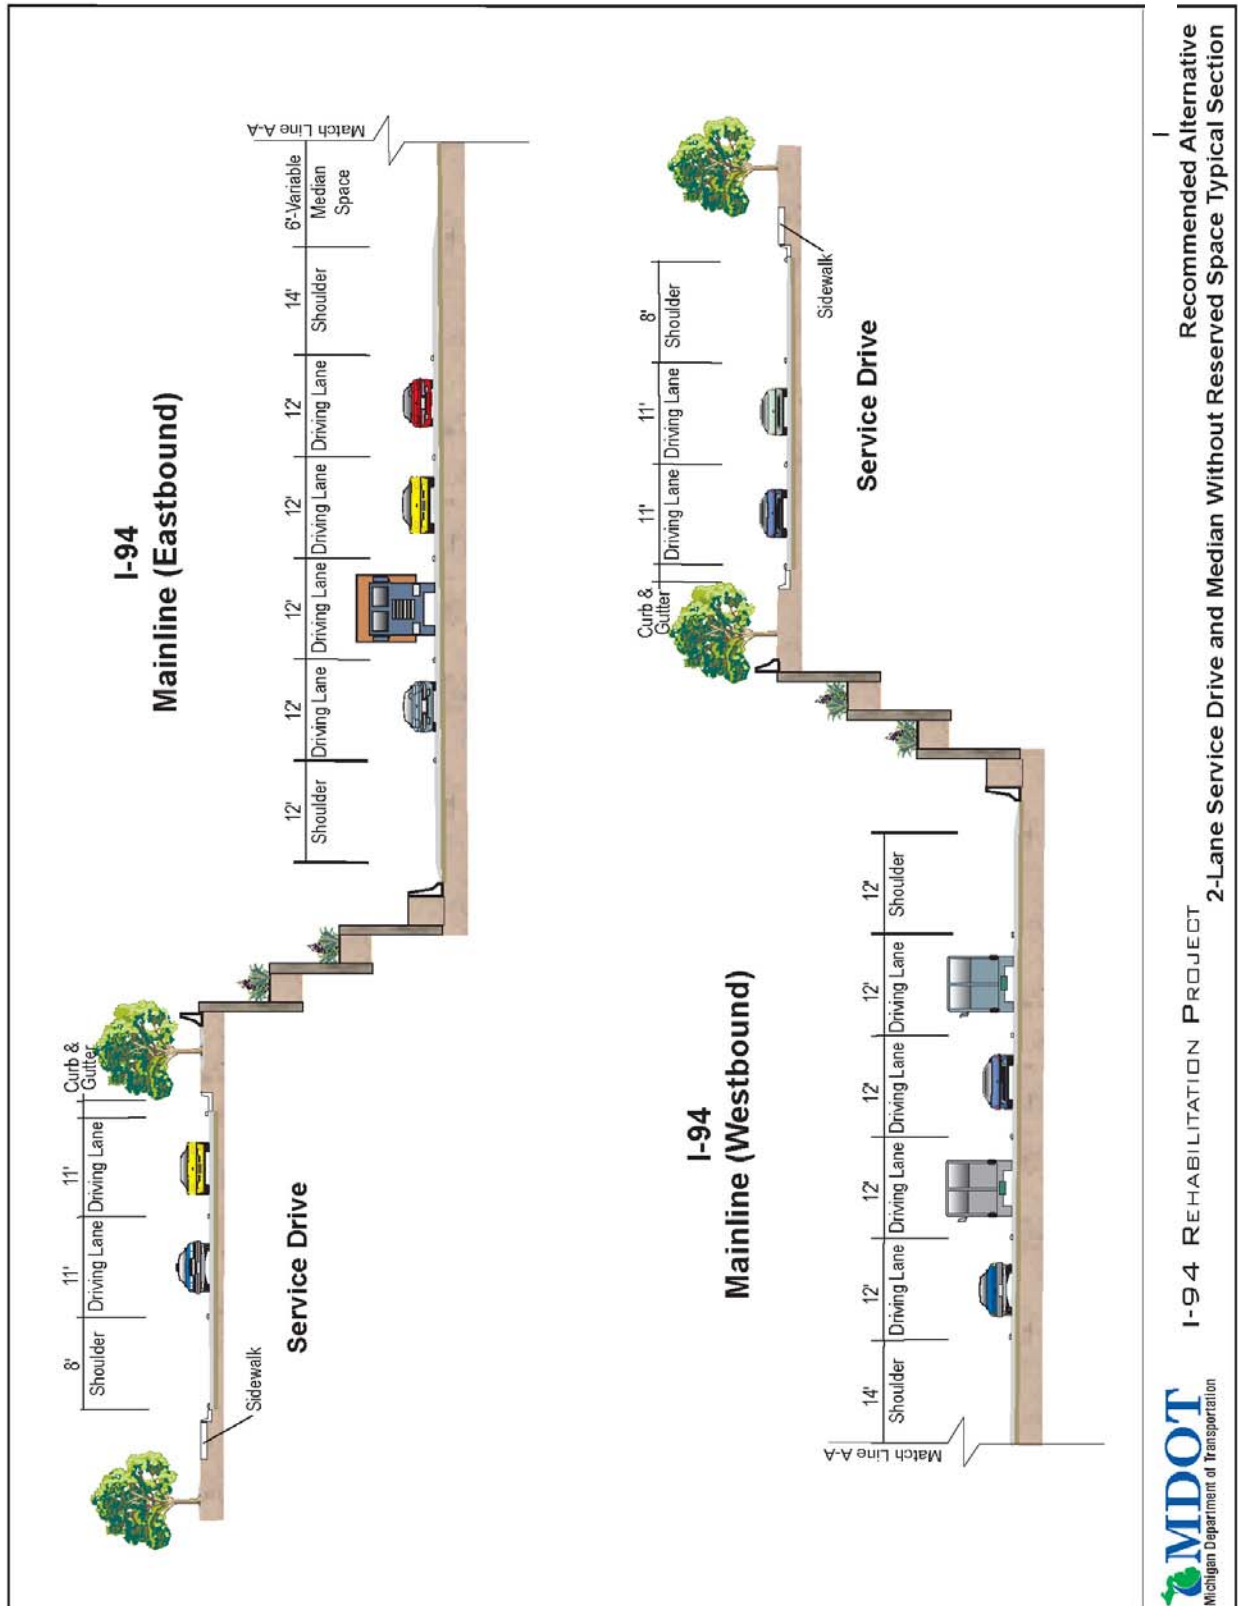 I-94
Mainline (Eastbound)
8'
Shoulder
11'
Driving Lane
11'
Driving Lane
Curb &
Gutter
Sidewalk
Service Drive
12'
Shoulder
12'
Driving Lane
12'
Driving Lane
12'
Driving Lane
12'
Driving Lane
14'
Shoulder
6'-Variable
Median
Space
Match Line A-A
I-94
Mainline (Westbound)
Match Line A-A
14'
Shoulder
12'
Driving Lane
12'
Driving Lane
12'
Driving Lane
12'
Driving Lane
12'
Shoulder
Curb &
Gutter
11'
Driving Lane
11'
Driving Lane
8'
Shoulder
Sidewalk
Service Drive
MDOT
Michigan Department of Transportation
I-94 REHABILITATION PROJECT
Recommended Alternative
2-Lane Service Drive and Median Without Reserved Space Typical Section